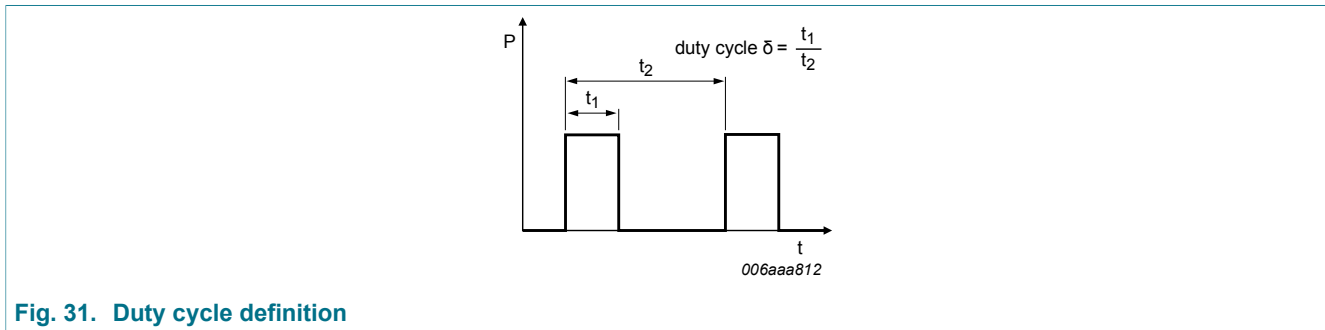 P
duty cycle δ = t1
t2
t2
t1
t
006aaa812
Fig. 31. Duty cycle definition